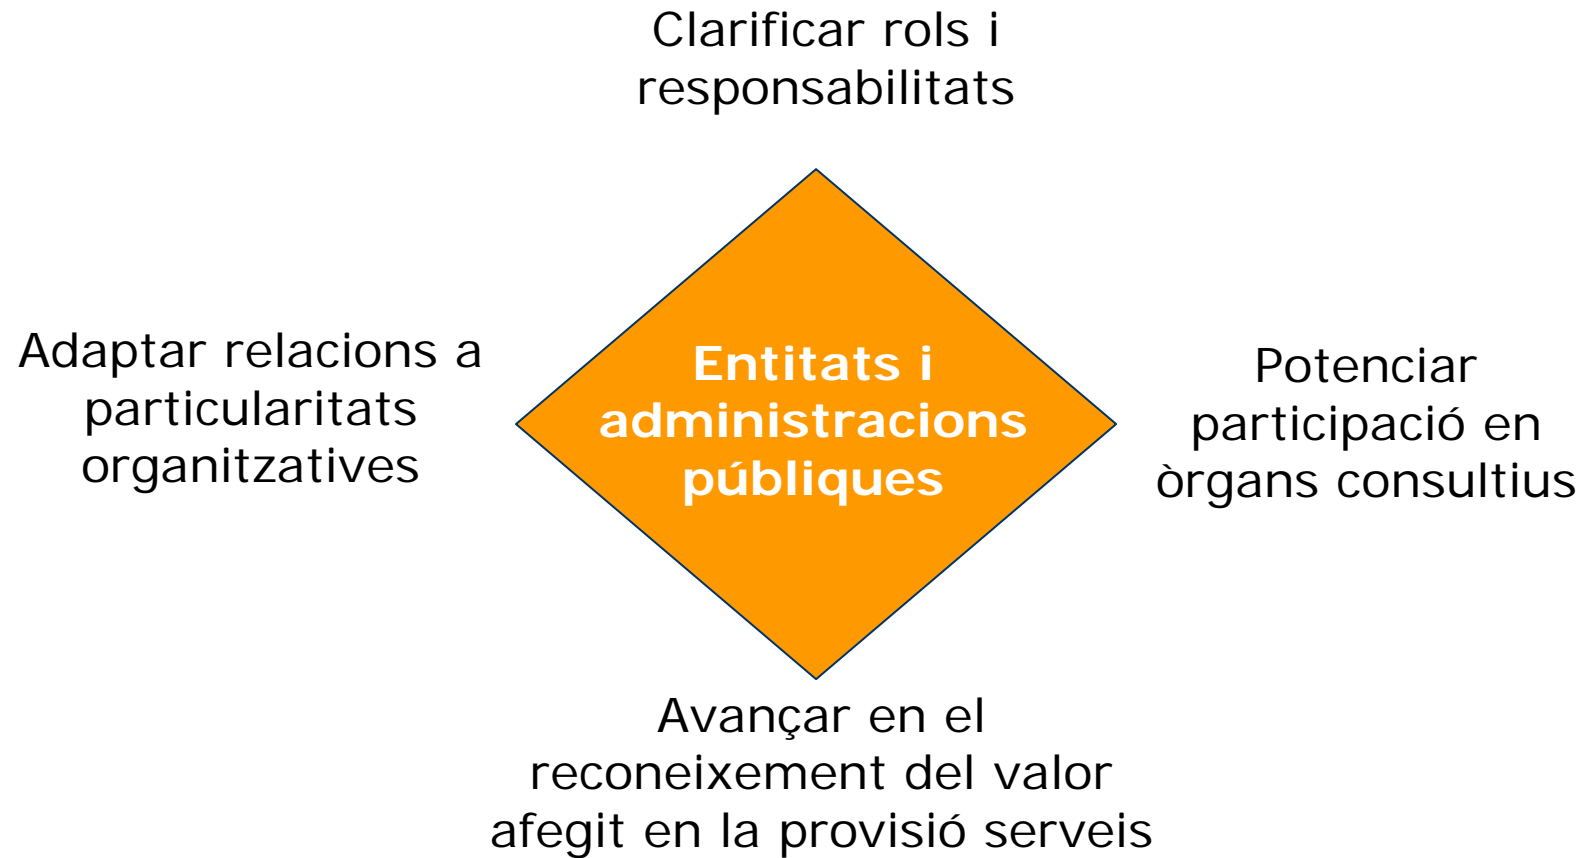 Clarificar rols i
responsabilitats
Adaptar relacions a
particularitats
organitzatives
Entitats i
administracions
públiques
Potenciar
participació en
òrgans consultius
Avançar en el
reconeixement del valor
afegit en la provisió serveis